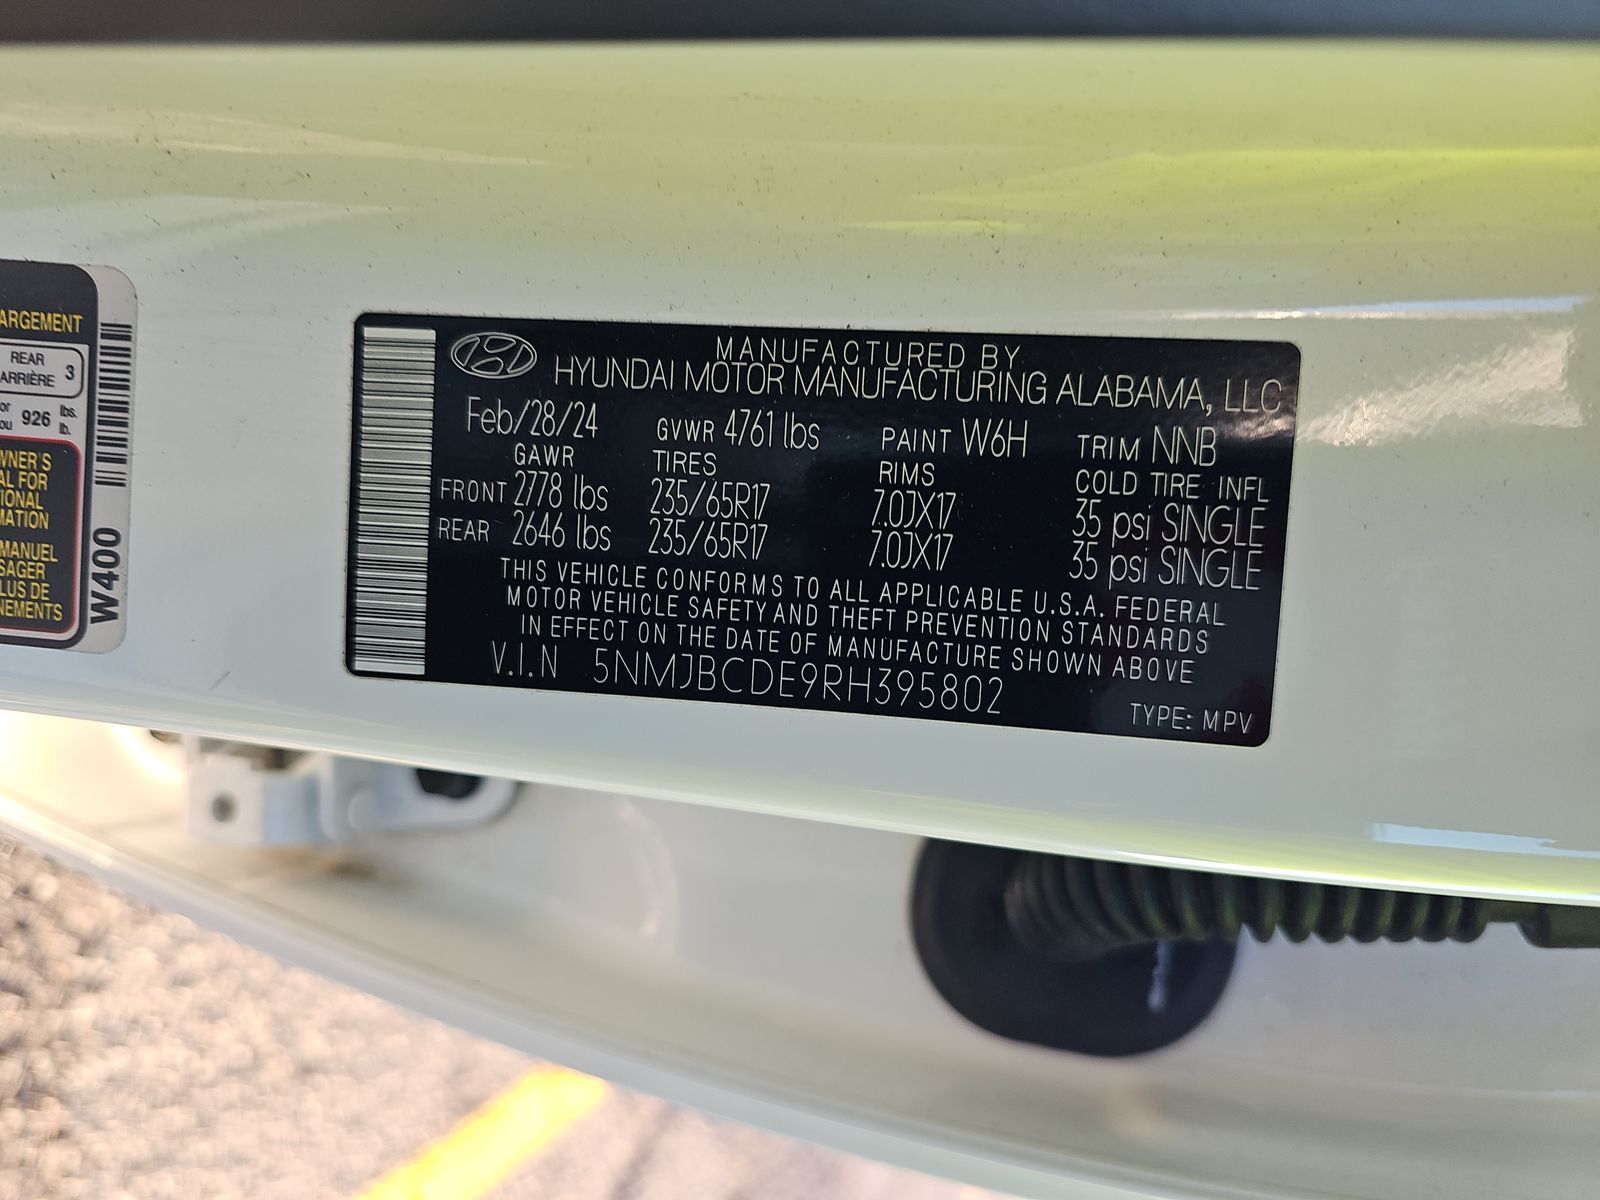 ARGEMENT
REAR
ARRIÈRE 3
or
ou 926 lbs.
lb.
WNER'S
AL FOR
TIONAL
MATION
MANUEL
SAGER
LUS DE
NEMENTS
W400
MANUFACTURED BY
HYUNDAI MOTOR MANUFACTURING ALABAMA, LLC
Feb/28/24 GVWR 4761 lbs PAINT W6H TRIM NNB
GAWR TIRES RIMS COLD TIRE INFL
FRONT 2778 lbs 235/65R17 7.0JX17 35 psi SINGLE
REAR 2646 lbs 235/65R17 7.0JX17 35 psi SINGLE
THIS VEHICLE CONFORMS TO ALL APPLICABLE U.S.A. FEDERAL
MOTOR VEHICLE SAFETY AND THEFT PREVENTION STANDARDS
IN EFFECT ON THE DATE OF MANUFACTURE SHOWN ABOVE
V.I.N 5NMJBCDE9RH395802
TYPE: MPV